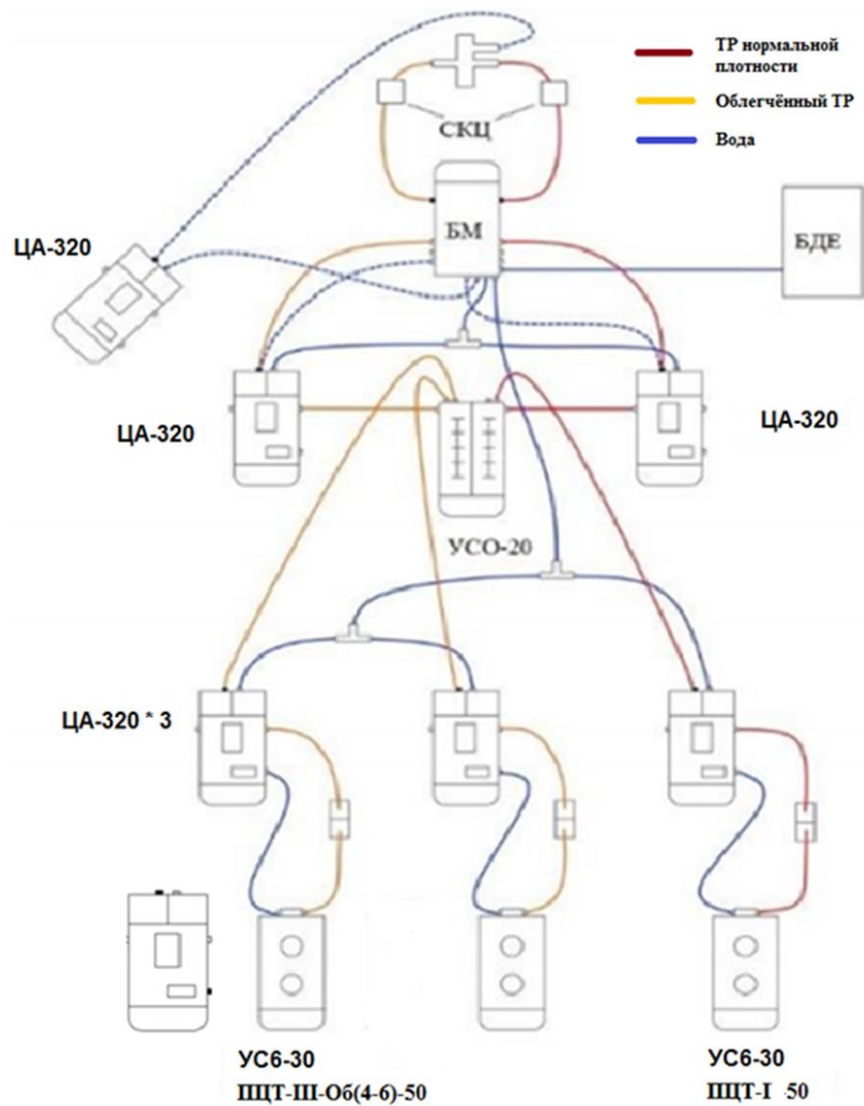 ТР нормальной
плотности
Облегчённый ТР
Вода
СКЦ
БМ
БДЕ
ЦА-320
ЦА-320
ЦА-320
УСО-20
ЦА-320 * 3
УС6-30
ПЦТ-III-Об(4-6)-50
УС6-30
ПЦТ-I -50